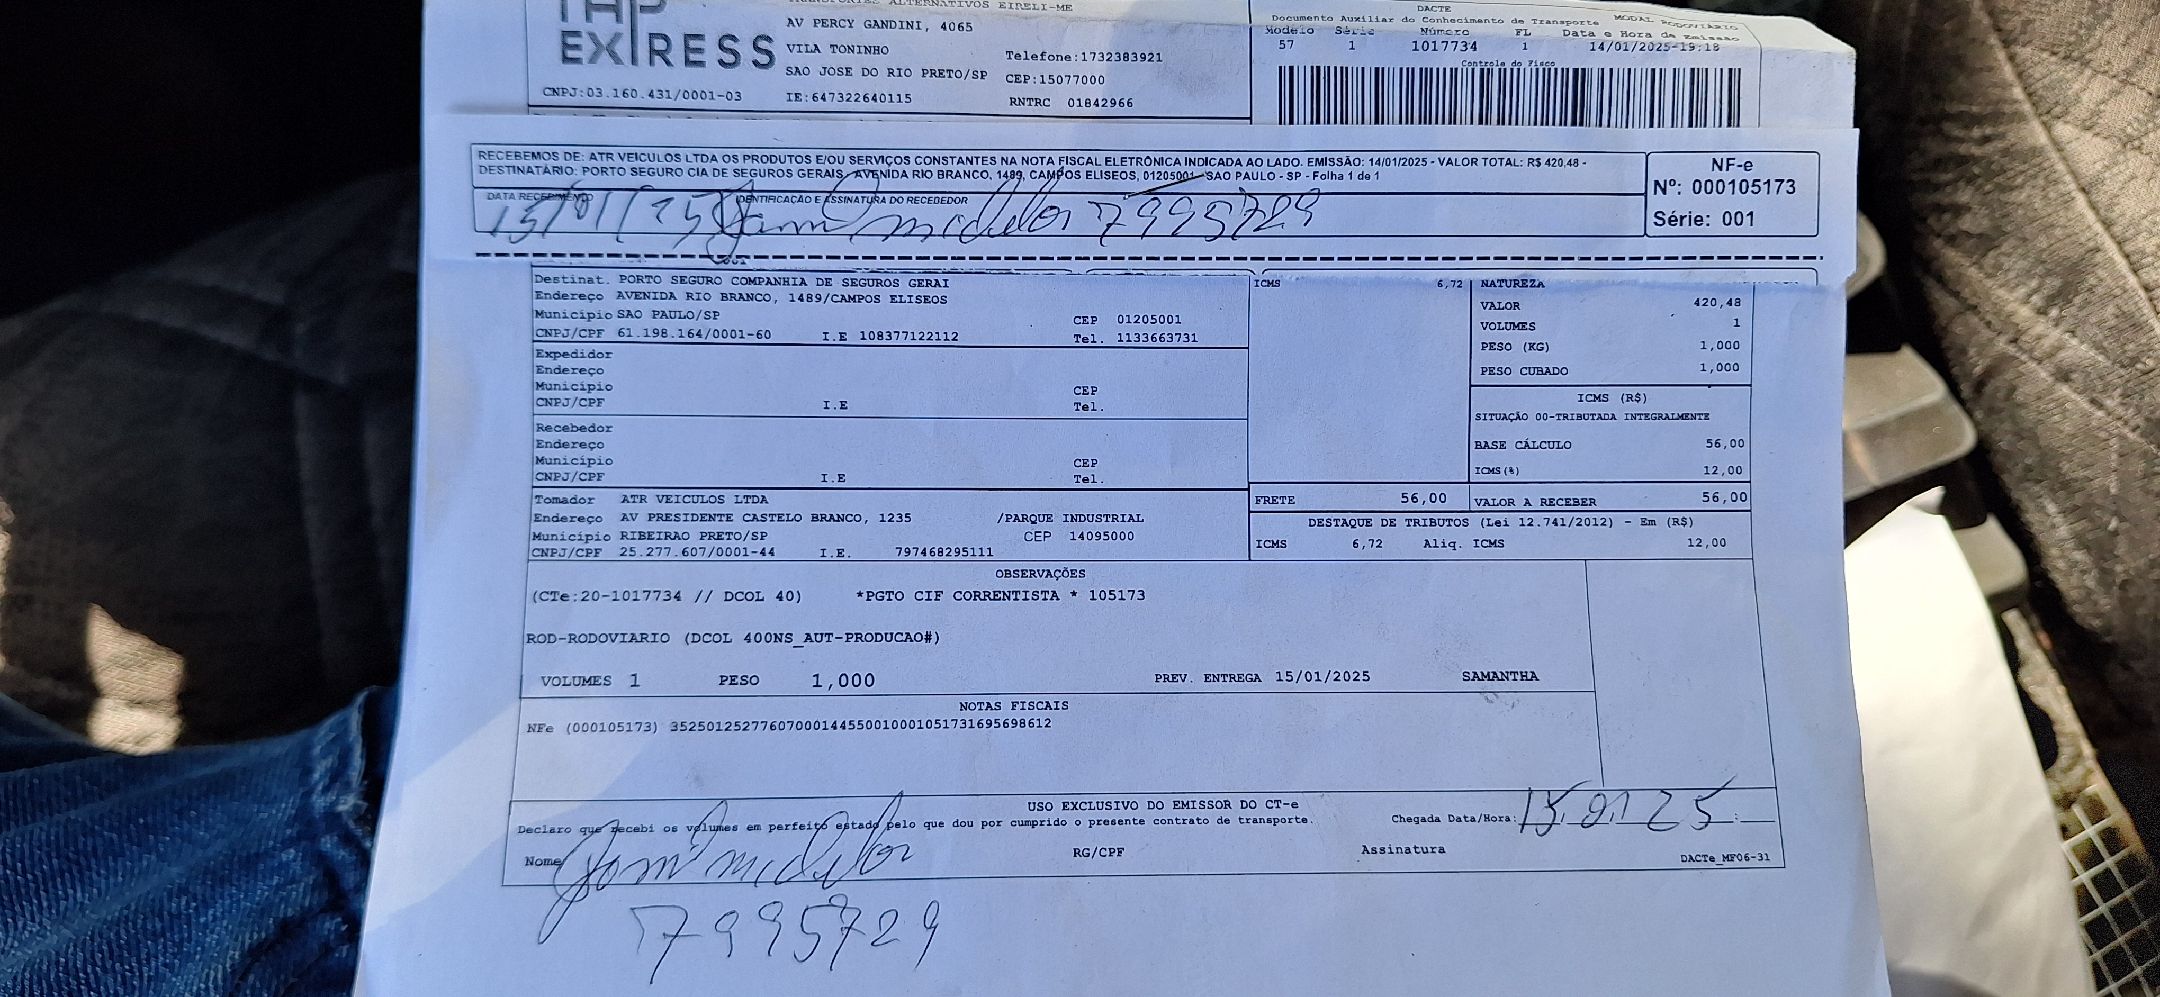 THP
EXPRESS
TRANSPORTES ALTERNATIVOS EIRELI-ME
AV PERCY GANDINI, 4065
VILA TONINHO
Telefone:1732383921
SAO JOSE DO RIO PRETO/SP CEP:15077000
CNPJ:03.160.431/0001-03 IE:647322640115 RNTRC 01842966
DACTE
Documento Auxiliar do Conhecimento de Transporte MODAL RODOVIÁRIO
Modelo Série Número FL Data e Hora de Emissão
57 1 1017734 1 14/01/2025-19:18
Controle do Fisco
RECEBEMOS DE: ATR VEICULOS LTDA OS PRODUTOS E/OU SERVIÇOS CONSTANTES NA NOTA FISCAL ELETRÔNICA INDICADA AO LADO. EMISSÃO: 14/01/2025 - VALOR TOTAL: R$ 420,48 -
DESTINATÁRIO: PORTO SEGURO CIA DE SEGUROS GERAIS, AVENIDA RIO BRANCO, 1489, CAMPOS ELISEOS, 01205001 - SAO PAULO - SP - Folha 1 de 1
DATA RECEBIMENTO IDENTIFICAÇÃO E ASSINATURA DO RECEDEDOR
15/01/25 7995729
NF-e
Nº: 000105173
Série: 001
Destinat. PORTO SEGURO COMPANHIA DE SEGUROS GERAI
Endereço AVENIDA RIO BRANCO, 1489/CAMPOS ELISEOS
Município SAO PAULO/SP CEP 01205001
CNPJ/CPF 61.198.164/0001-60 I.E 108377122112 Tel. 1133663731
Expedidor
Endereço
Município CEP
CNPJ/CPF I.E Tel.
Recebedor
Endereço
Município CEP
CNPJ/CPF I.E Tel.
Tomador ATR VEICULOS LTDA
Endereço AV PRESIDENTE CASTELO BRANCO, 1235 /PARQUE INDUSTRIAL
Município RIBEIRAO PRETO/SP CEP 14095000
CNPJ/CPF 25.277.607/0001-44 I.E. 797468295111
ICMS 6,72
NATUREZA
VALOR 420,48
VOLUMES 1
PESO (KG) 1,000
PESO CUBADO 1,000
ICMS (R$)
SITUAÇÃO 00-TRIBUTADA INTEGRALMENTE
BASE CÁLCULO 56,00
ICMS(%) 12,00
FRETE 56,00 VALOR A RECEBER 56,00
DESTAQUE DE TRIBUTOS (Lei 12.741/2012) - Em (R$)
ICMS 6,72 Aliq. ICMS 12,00
OBSERVAÇÕES
(CTe:20-1017734 // DCOL 40) *PGTO CIF CORRENTISTA * 105173
ROD-RODOVIARIO (DCOL 400NS_AUT-PRODUCAO#)
VOLUMES 1 PESO 1,000 PREV. ENTREGA 15/01/2025 SAMANTHA
NOTAS FISCAIS
NFe (000105173) 35250125277607000144550010001051731695698612
USO EXCLUSIVO DO EMISSOR DO CT-e
Declaro que recebi os volumes em perfeito estado pelo que dou por cumprido o presente contrato de transporte. Chegada Data/Hora: 15.01.25
Nome RG/CPF Assinatura DACTe_MF06-31
7995729